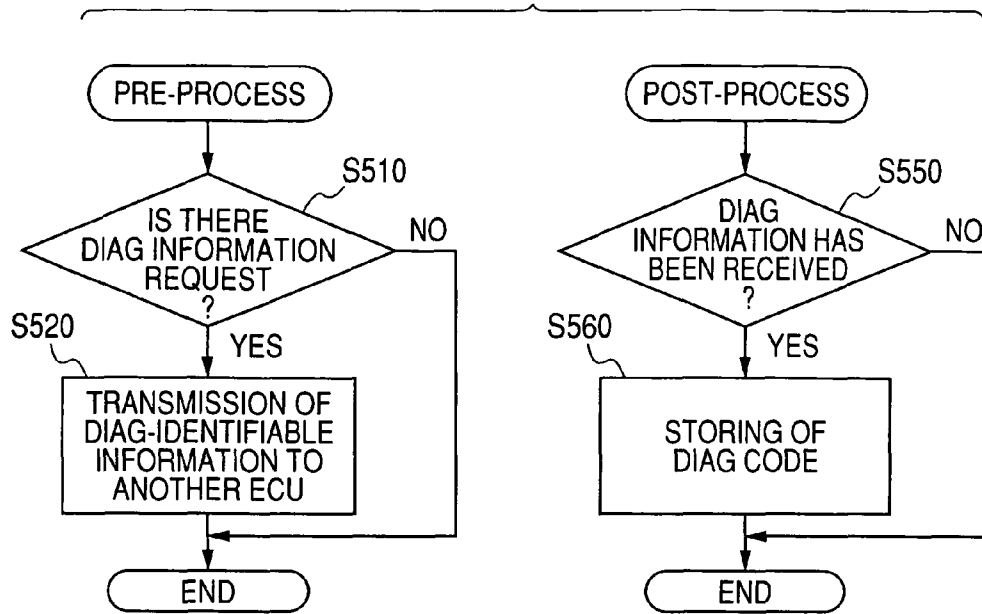 PRE-PROCESS
S510
IS THERE
DIAG INFORMATION
REQUEST
?
NO
YES
S520
TRANSMISSION OF
DIAG-IDENTIFIABLE
INFORMATION TO
ANOTHER ECU
END
POST-PROCESS
S550
DIAG
INFORMATION HAS
BEEN RECEIVED
?
NO
YES
S560
STORING OF
DIAG CODE
END